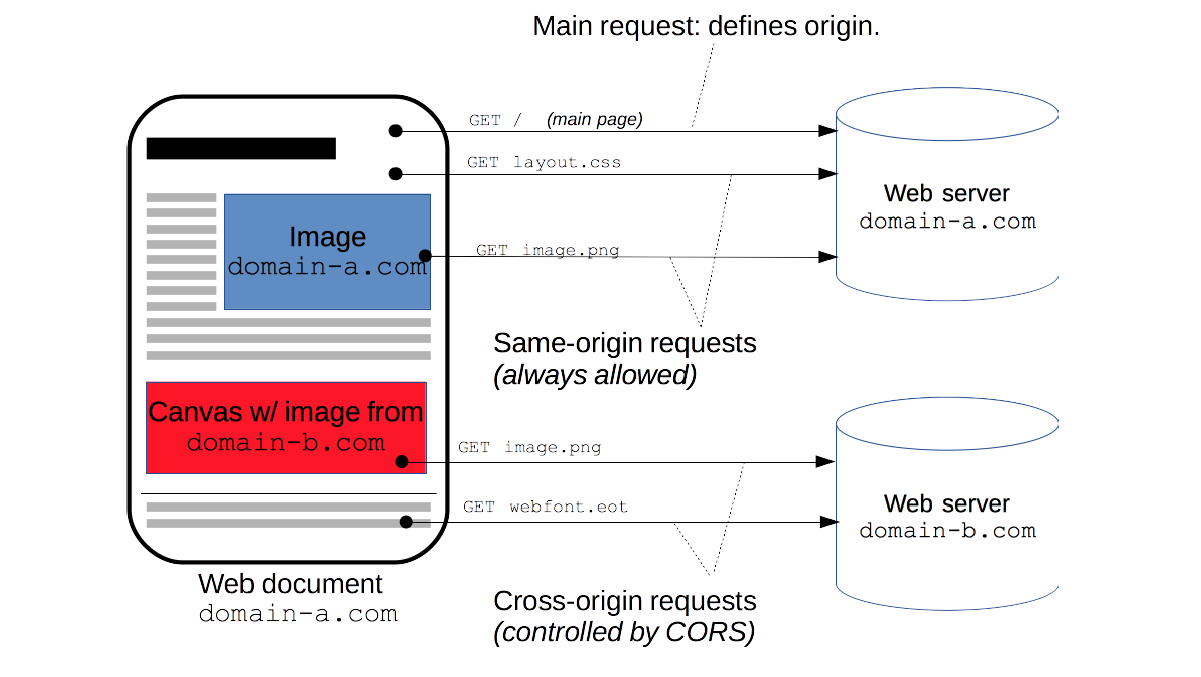 Main request: defines origin.
GET / (main page)
GET layout.css
Web server
domain-a.com
Image
domain-a.com
GET image.png
Same-origin requests
(always allowed)
Canvas w/ image from
domain-b.com
GET image.png
GET webfont.eot
Web server
domain-b.com
Web document
domain-a.com
Cross-origin requests
(controlled by CORS)